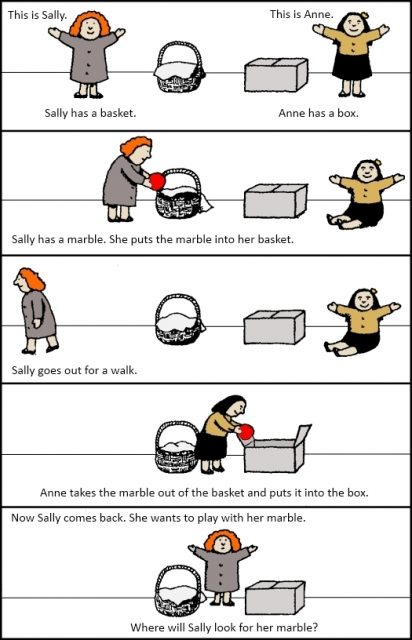 This is Sally.
This is Anne.
Sally has a basket.
Anne has a box.
Sally has a marble. She puts the marble into her basket.
Sally goes out for a walk.
Anne takes the marble out of the basket and puts it into the box.
Now Sally comes back. She wants to play with her marble.
Where will Sally look for her marble?